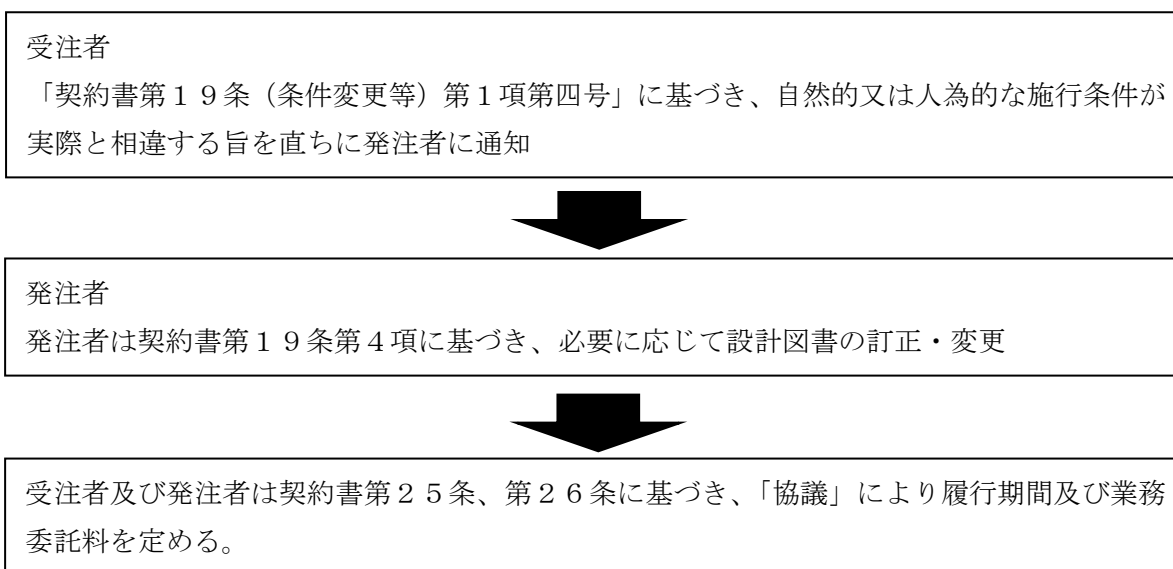 受注者
「契約書第１９条（条件変更等）第１項第四号」に基づき、自然的又は人為的な施行条件が
実際と相違する旨を直ちに発注者に通知
発注者
発注者は契約書第１９条第４項に基づき、必要に応じて設計図書の訂正・変更
受注者及び発注者は契約書第２５条、第２６条に基づき、「協議」により履行期間及び業務
委託料を定める。